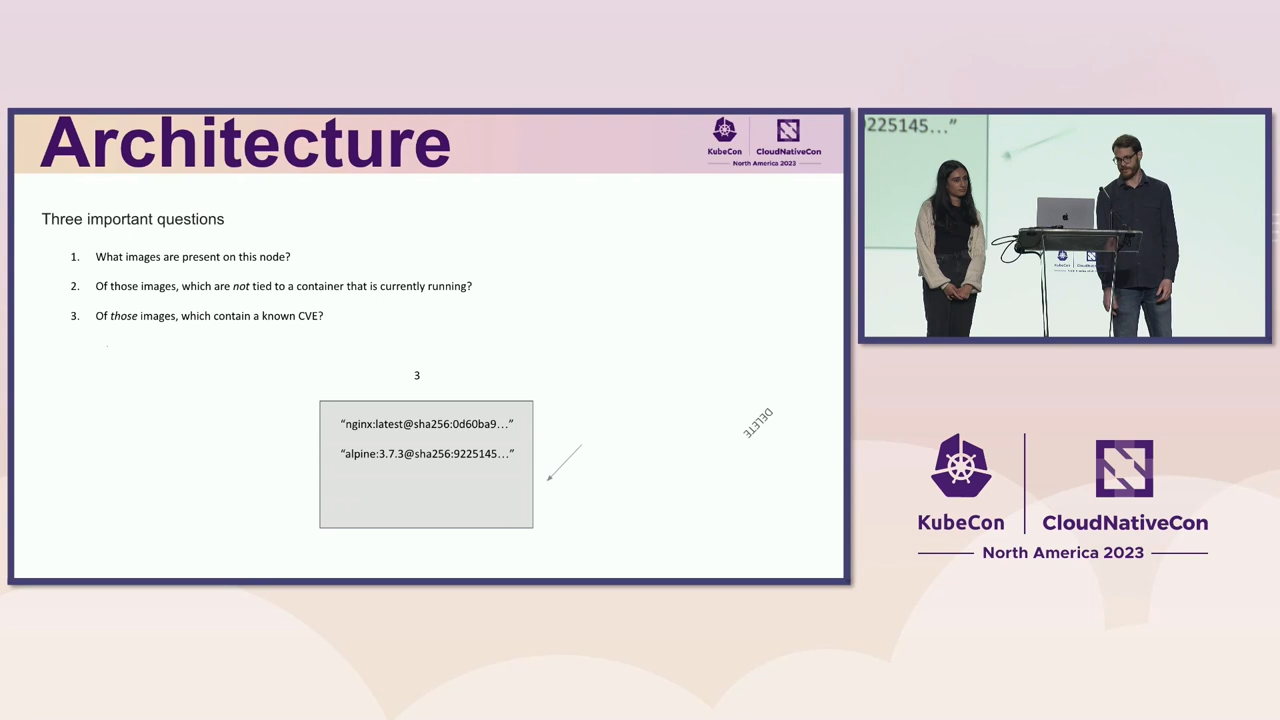 Architecture
KubeCon
CloudNativeCon
North America 2023
Three important questions
1. What images are present on this node?
2. Of those images, which are not tied to a container that is currently running?
3. Of those images, which contain a known CVE?
3
“nginx:latest@sha256:0d60ba9…”
“alpine:3.7.3@sha256:9225145…”
DELETE
9225145…”
KubeCon
CloudNativeCon
North America 2023